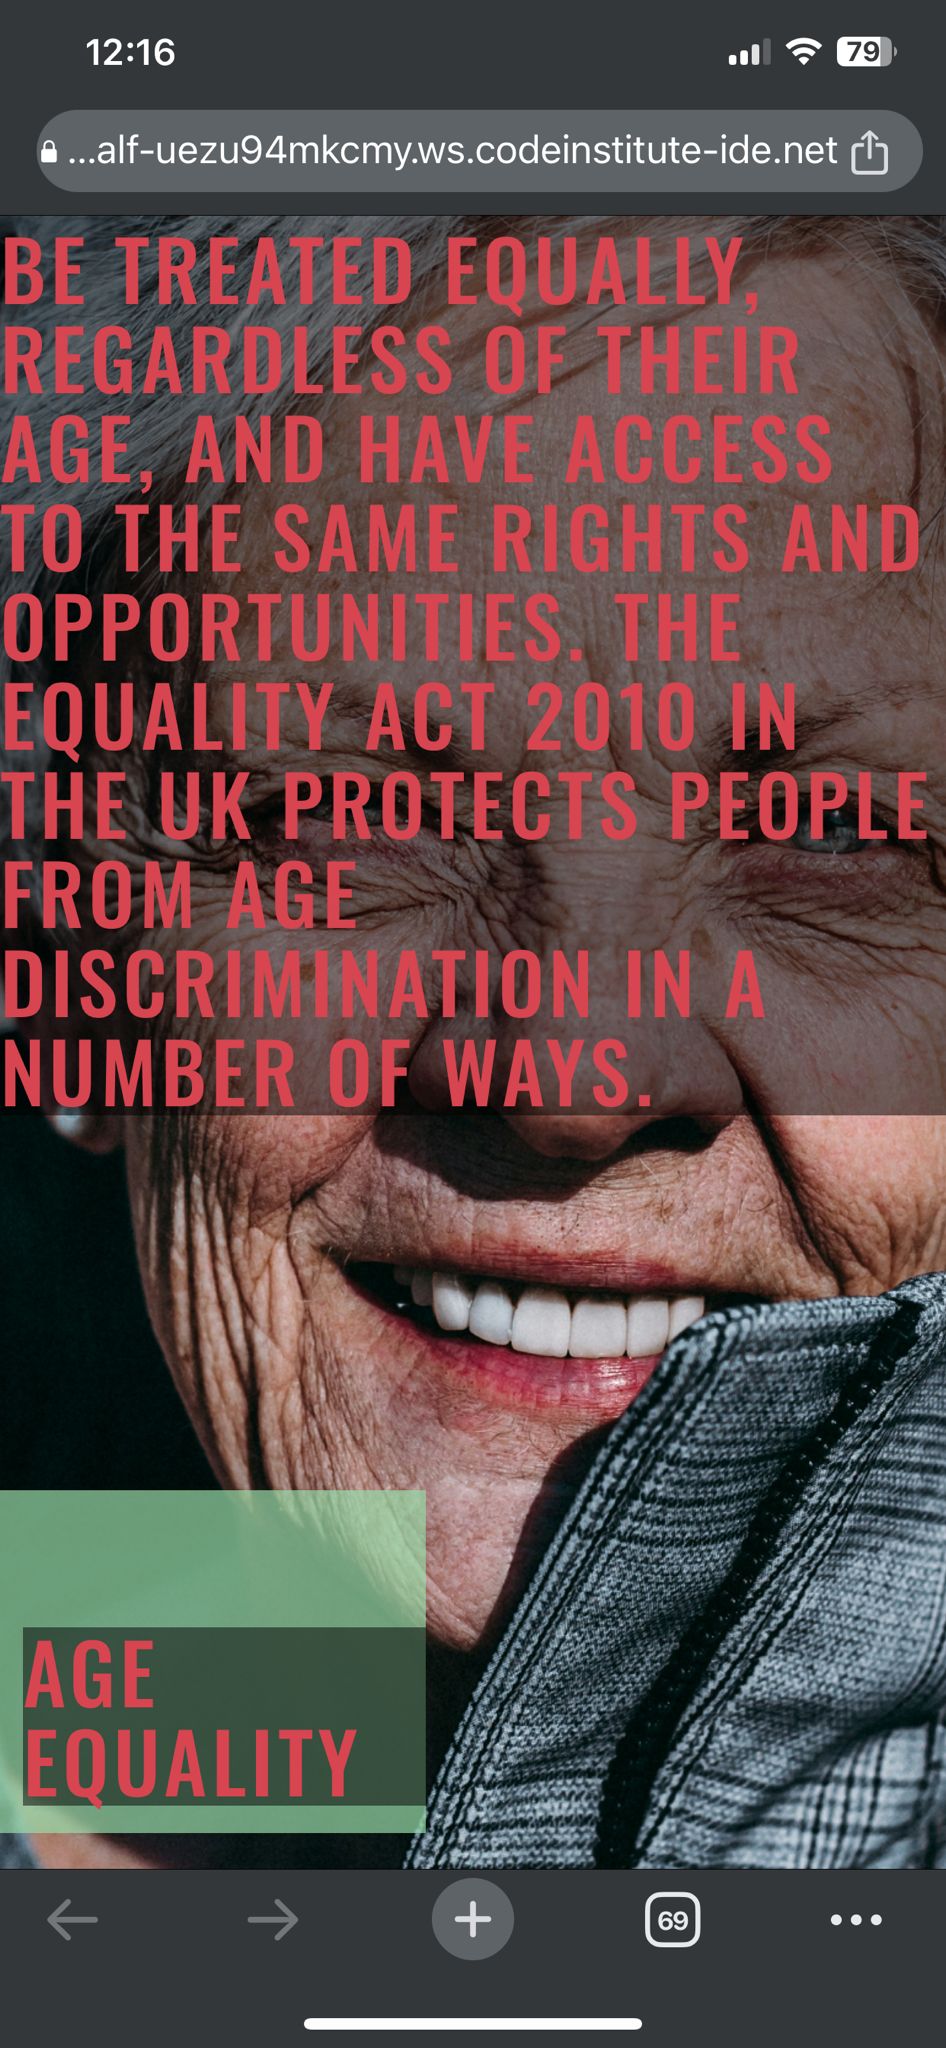 12:16
79
...alf-uezu94mkcmy.ws.codeinstitute-ide.net
BE TREATED EQUALLY,
REGARDLESS OF THEIR
AGE, AND HAVE ACCESS
TO THE SAME RIGHTS AND
OPPORTUNITIES. THE
EQUALITY ACT 2010 IN
THE UK PROTECTS PEOPLE
FROM AGE
DISCRIMINATION IN A
NUMBER OF WAYS.
AGE
EQUALITY
69